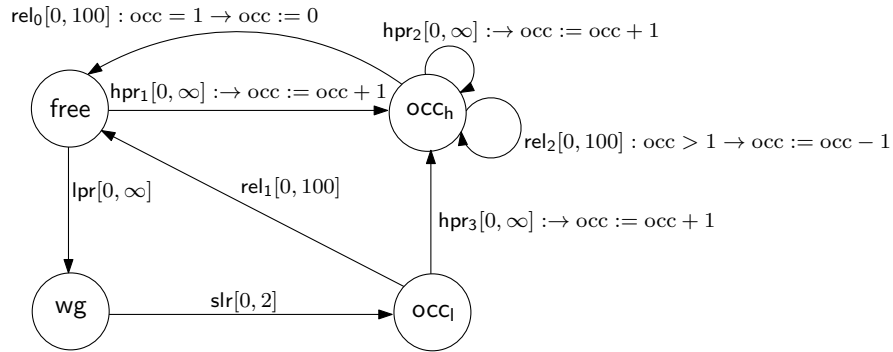 rel₀[0, 100] : occ = 1 → occ := 0
hpr₂[0, ∞] :→ occ := occ + 1
hpr₁[0, ∞] :→ occ := occ + 1
free
occₕ
rel₂[0, 100] : occ > 1 → occ := occ − 1
lpr[0, ∞]
rel₁[0, 100]
hpr₃[0, ∞] :→ occ := occ + 1
wg
slr[0, 2]
occₗ